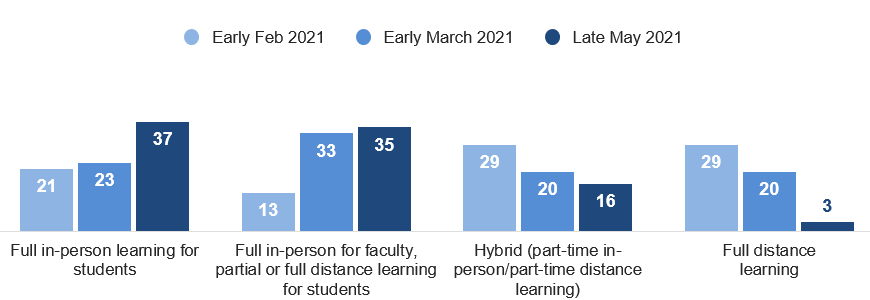 Early Feb 2021 Early March 2021 Late May 2021
21 23 37 13 33 35 29 20 16 29 20 3
Full in-person learning for
students
Full in-person for faculty,
partial or full distance learning
for students
Hybrid (part-time in-
person/part-time distance
learning)
Full distance
learning